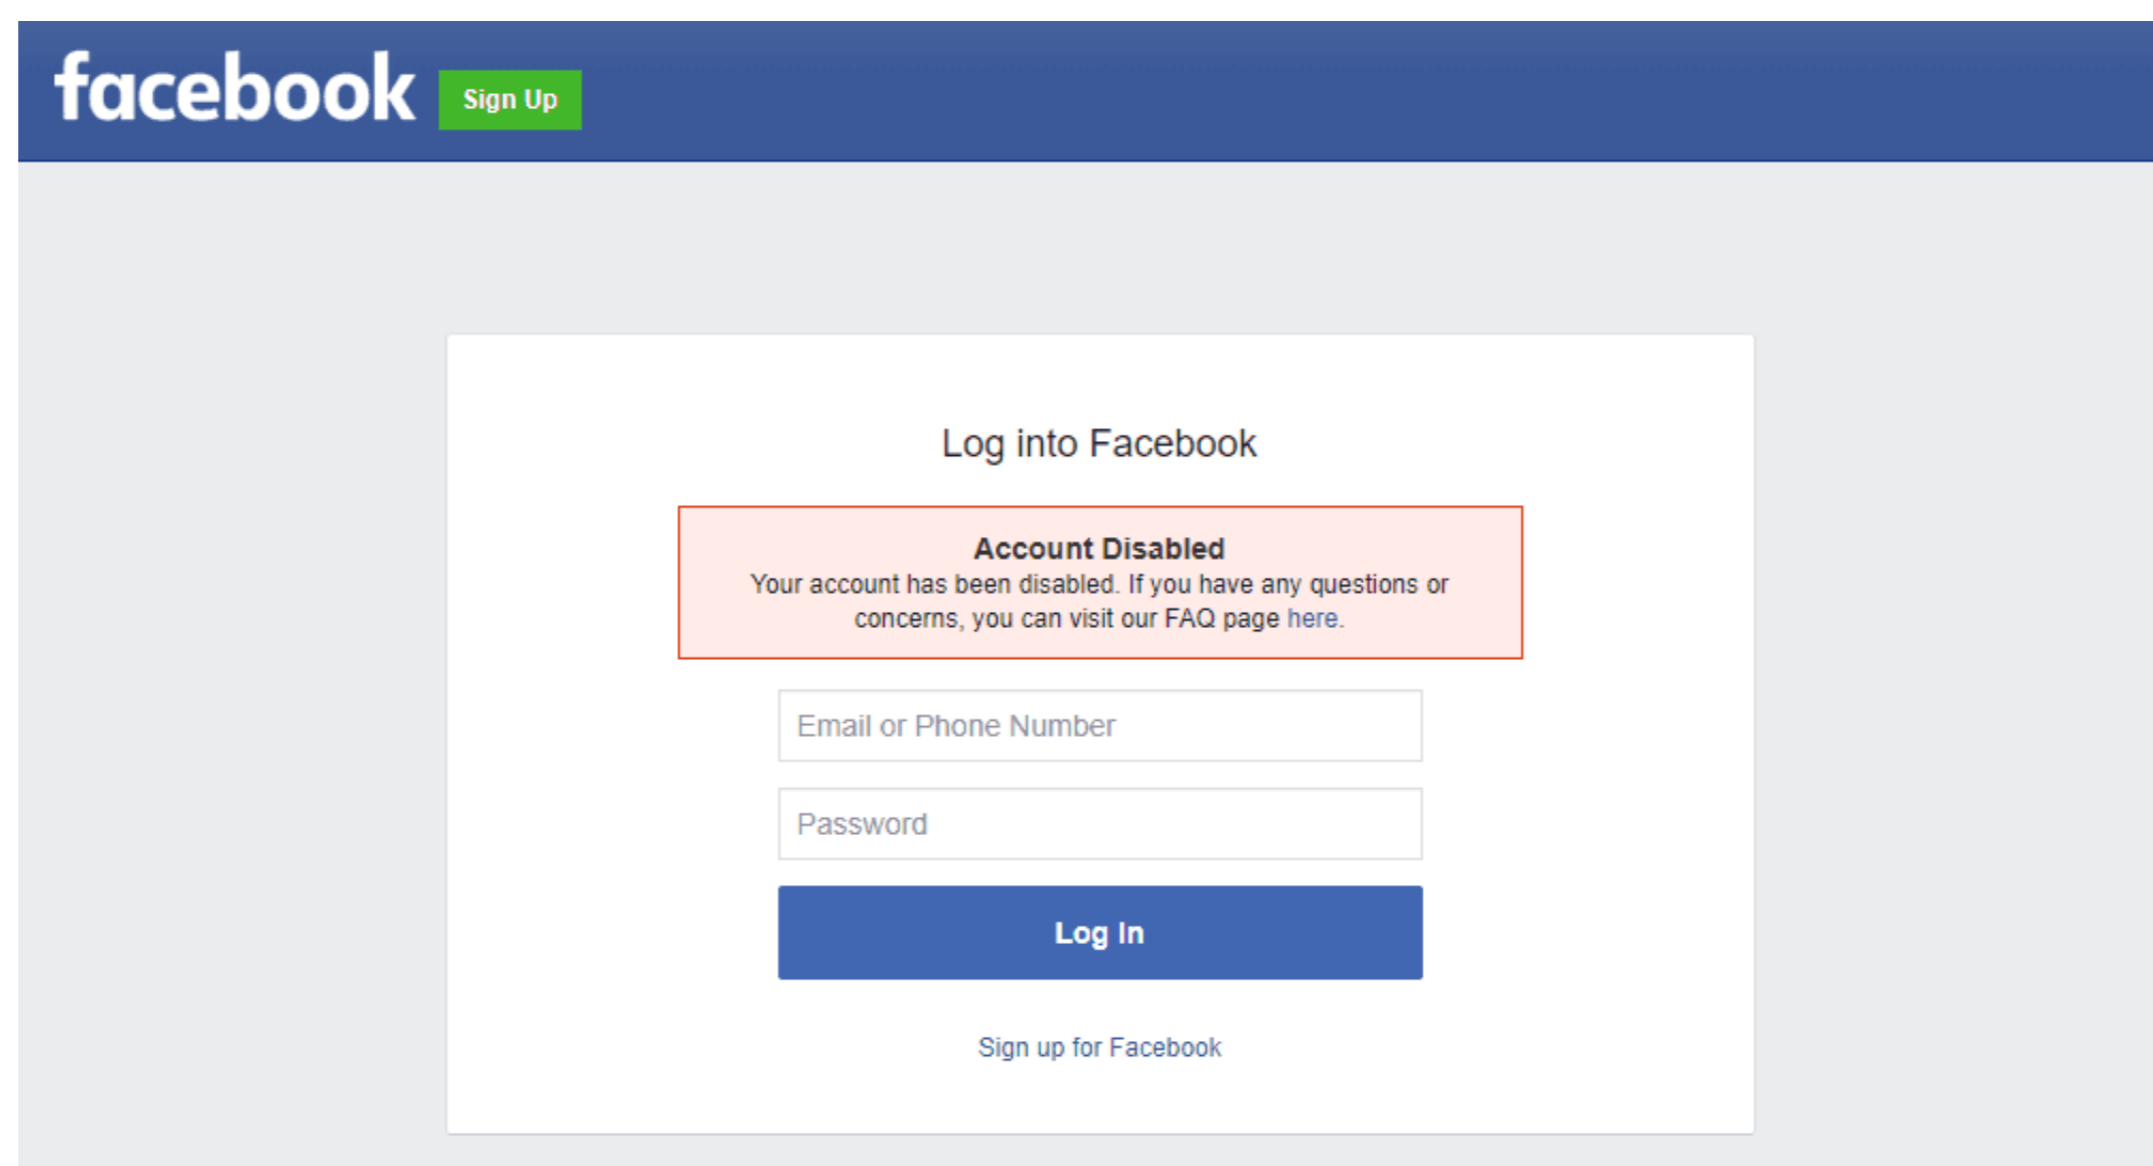 facebook Sign Up
Log into Facebook
Account Disabled
Your account has been disabled. If you have any questions or
concerns, you can visit our FAQ page here.
Email or Phone Number
Password
Log In
Sign up for Facebook